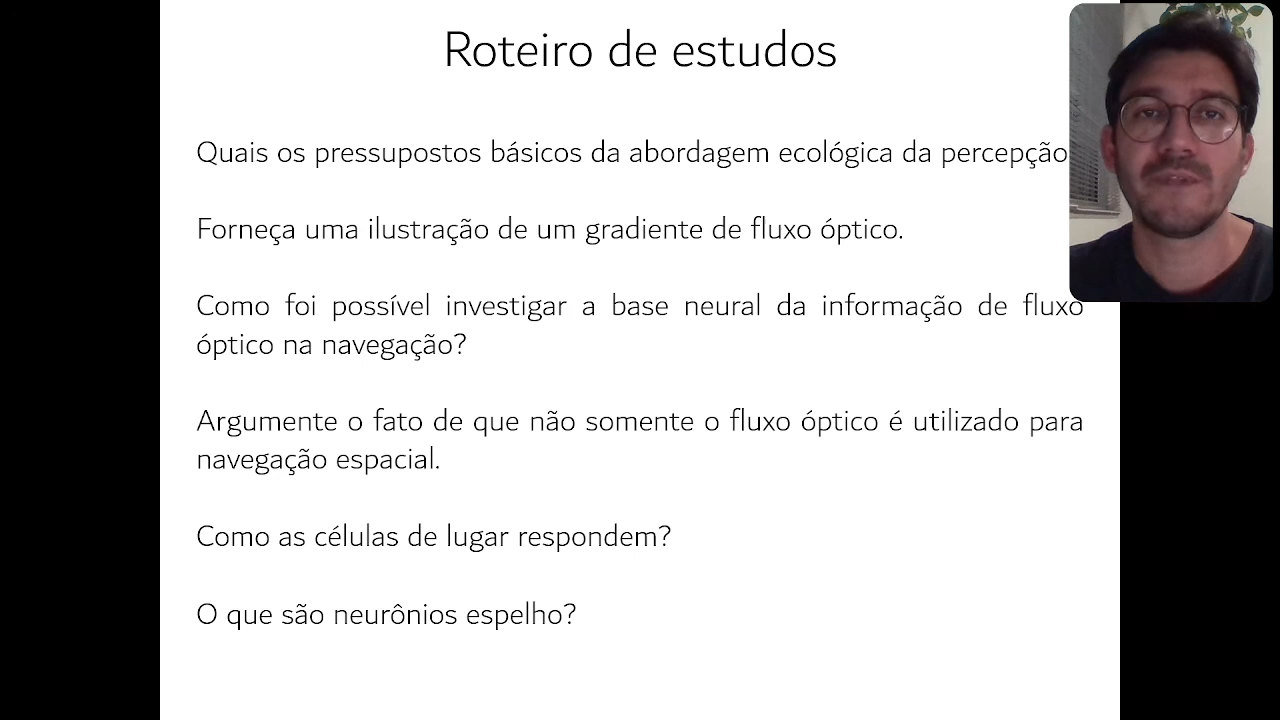 Roteiro de estudos
Quais os pressupostos básicos da abordagem ecológica da percepção
Forneça uma ilustração de um gradiente de fluxo óptico.
Como foi possível investigar a base neural da informação de fluxo
óptico na navegação?
Argumente o fato de que não somente o fluxo óptico é utilizado para
navegação espacial.
Como as células de lugar respondem?
O que são neurônios espelho?